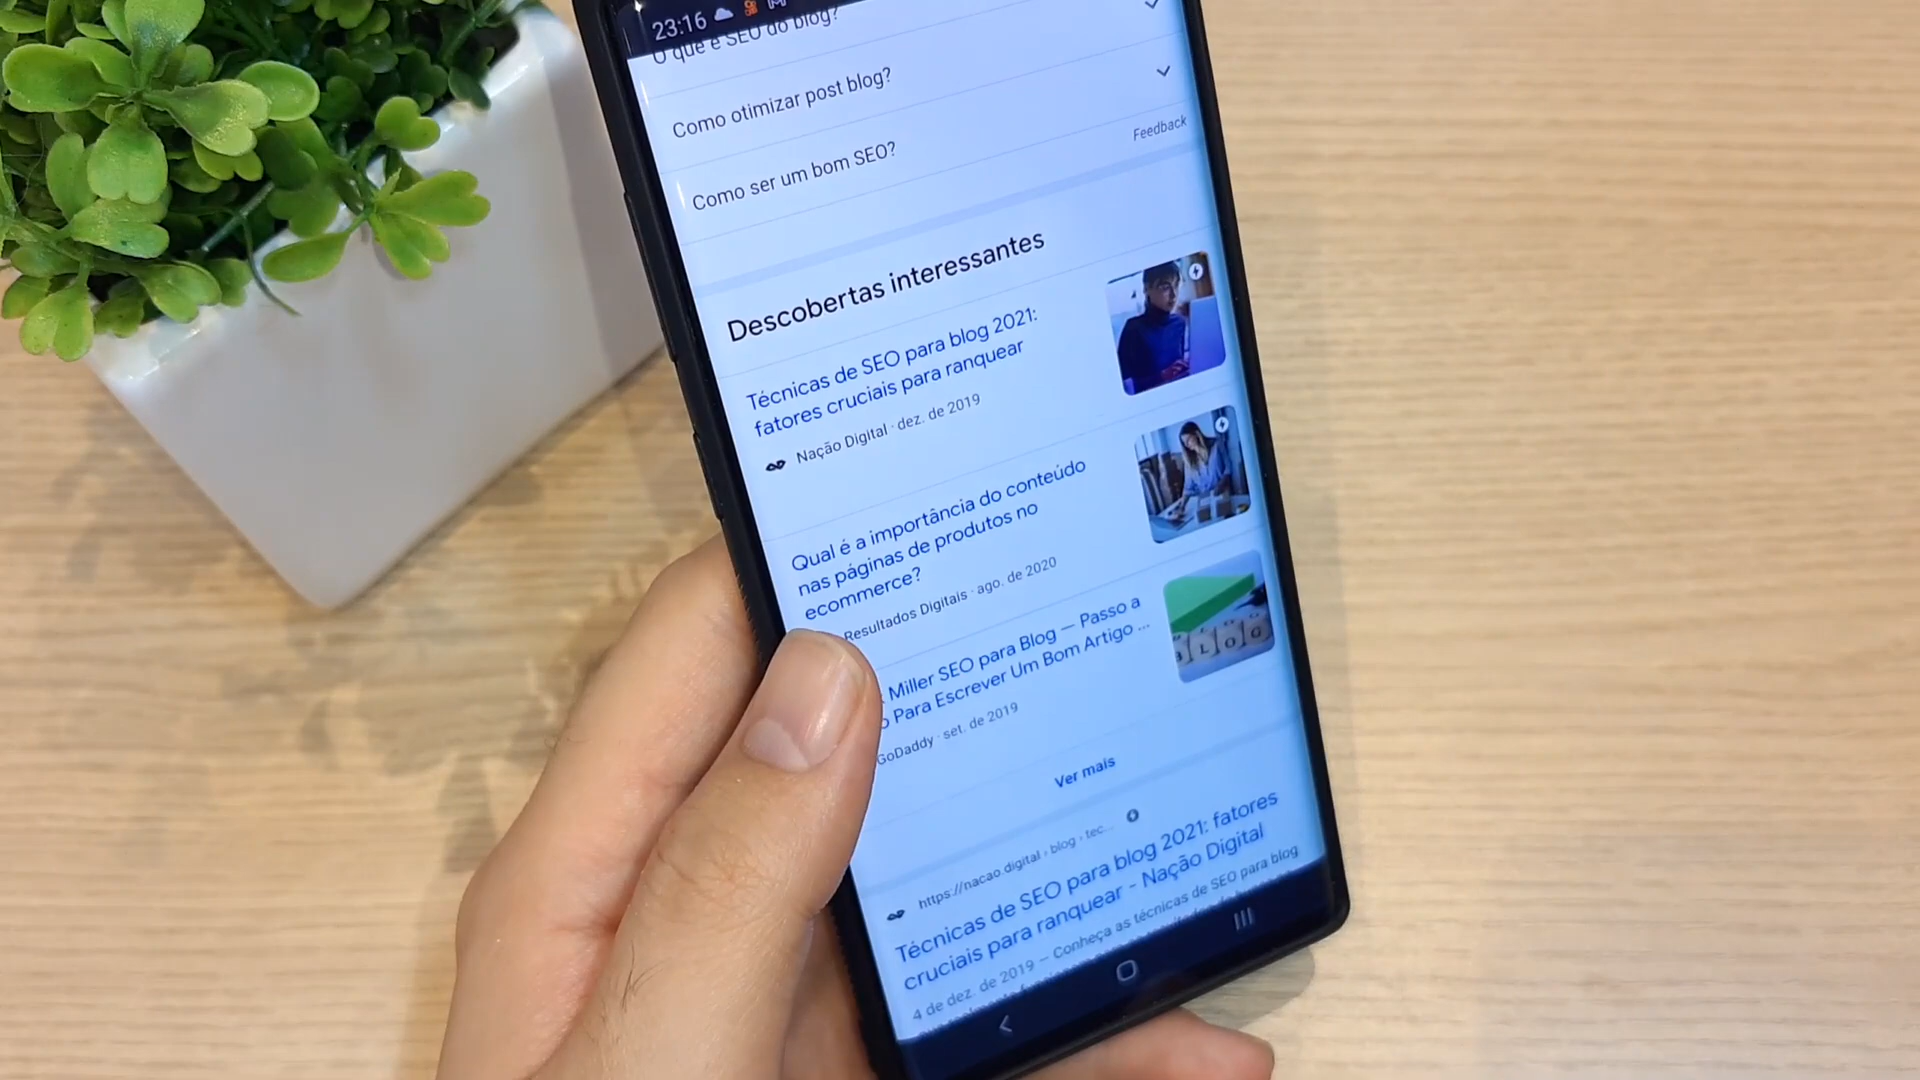 23:16
O que é SEO do blog?
Como otimizar post blog?
Como ser um bom SEO?
Feedback
Descobertas interessantes
Técnicas de SEO para blog 2021:
fatores cruciais para ranquear
Nação Digital · dez. de 2019
Qual é a importância do conteúdo
nas páginas de produtos no
ecommerce?
Resultados Digitais · ago. de 2020
Miller SEO para Blog — Passo a
Para Escrever Um Bom Artigo ...
GoDaddy · set. de 2019
BLOG
Ver mais
https://nacao.digital › blog › tec...
Técnicas de SEO para blog 2021: fatores
cruciais para ranquear - Nação Digital
4 de dez. de 2019 — Conheça as técnicas de SEO para blog